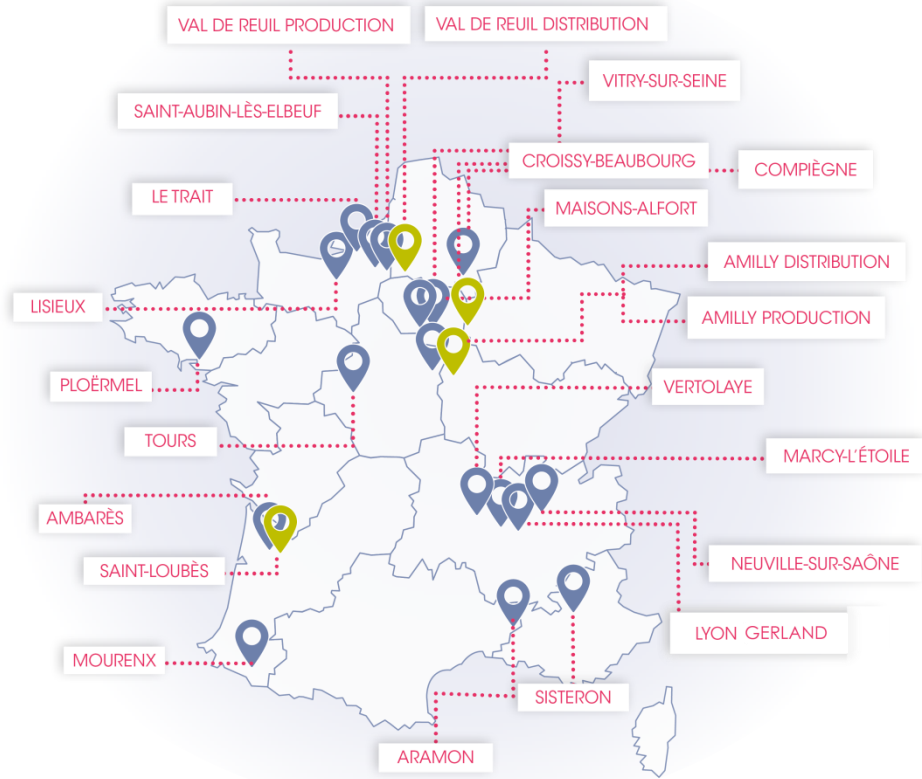 VAL DE REUIL PRODUCTION
VAL DE REUIL DISTRIBUTION
VITRY-SUR-SEINE
SAINT-AUBIN-LÈS-ELBEUF
CROISSY-BEAUBOURG
COMPIÈGNE
LE TRAIT
MAISONS-ALFORT
AMILLY DISTRIBUTION
LISIEUX
AMILLY PRODUCTION
PLOËRMEL
VERTOLAYE
TOURS
MARCY-L'ÉTOILE
AMBARÈS
NEUVILLE-SUR-SAÔNE
SAINT-LOUBÈS
LYON GERLAND
MOURENX
SISTERON
ARAMON